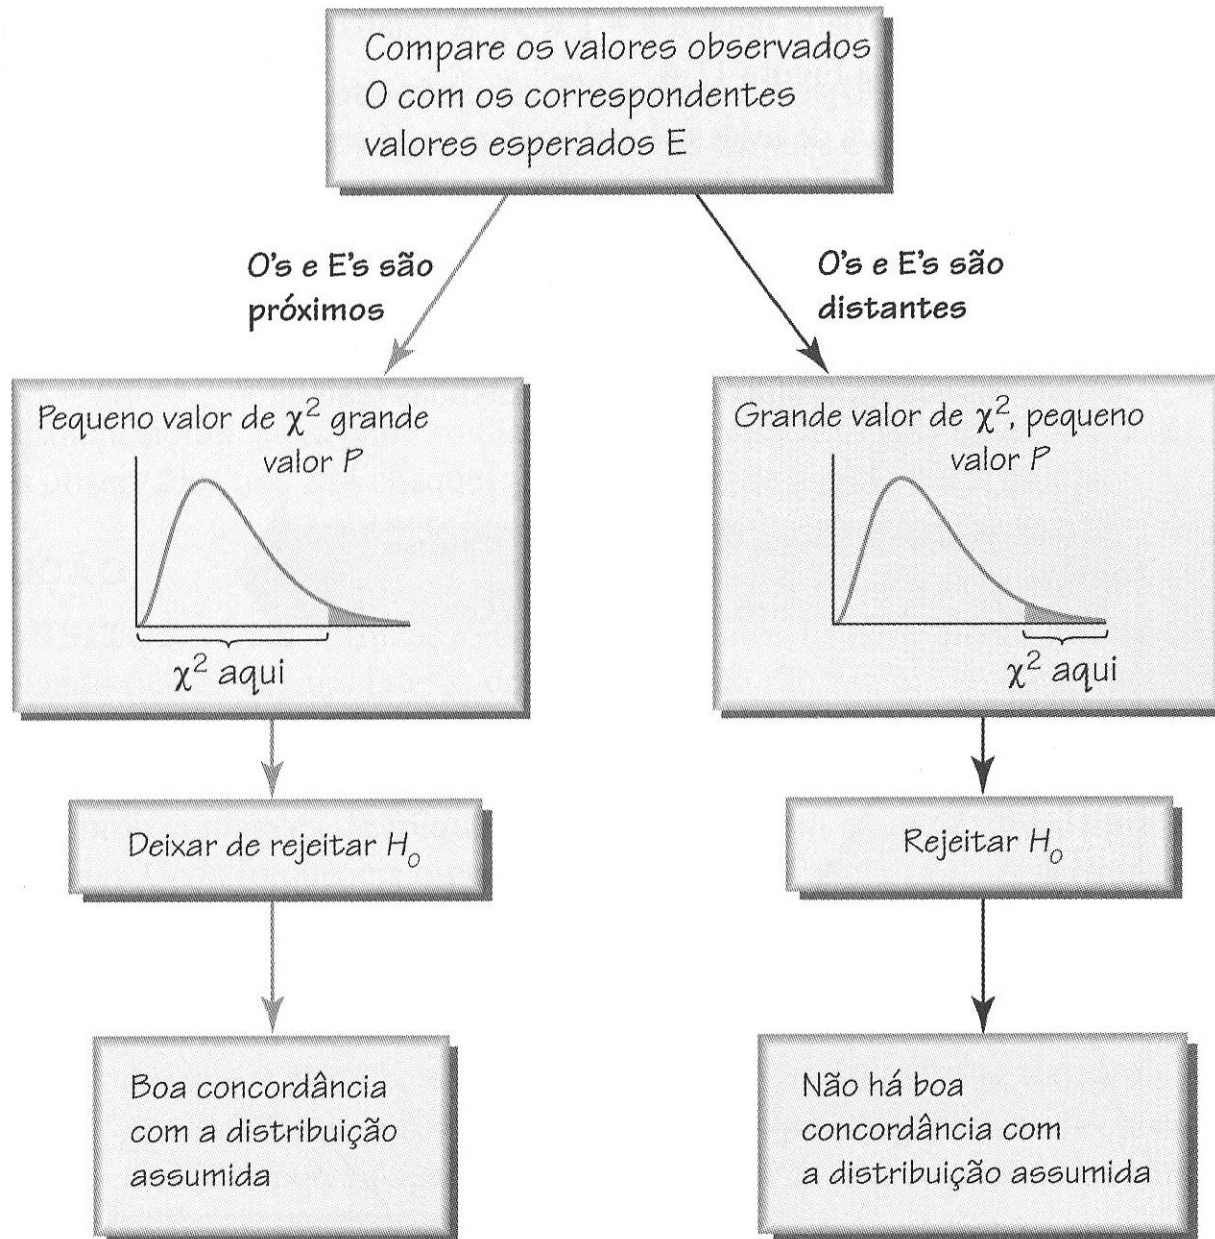 Compare os valores observados
O com os correspondentes
valores esperados E
O's e E's são
próximos
O's e E's são
distantes
Pequeno valor de χ² grande
valor P
χ² aqui
Grande valor de χ², pequeno
valor P
χ² aqui
Deixar de rejeitar H₀
Rejeitar H₀
Boa concordância
com a distribuição
assumida
Não há boa
concordância com
a distribuição assumida